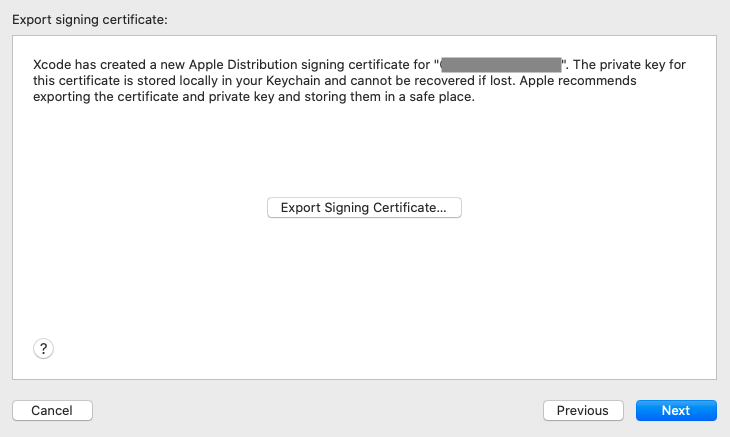 Export signing certificate:
Xcode has created a new Apple Distribution signing certificate for "". The private key for
this certificate is stored locally in your Keychain and cannot be recovered if lost. Apple recommends
exporting the certificate and private key and storing them in a safe place.
Export Signing Certificate...
?
Cancel
Previous
Next